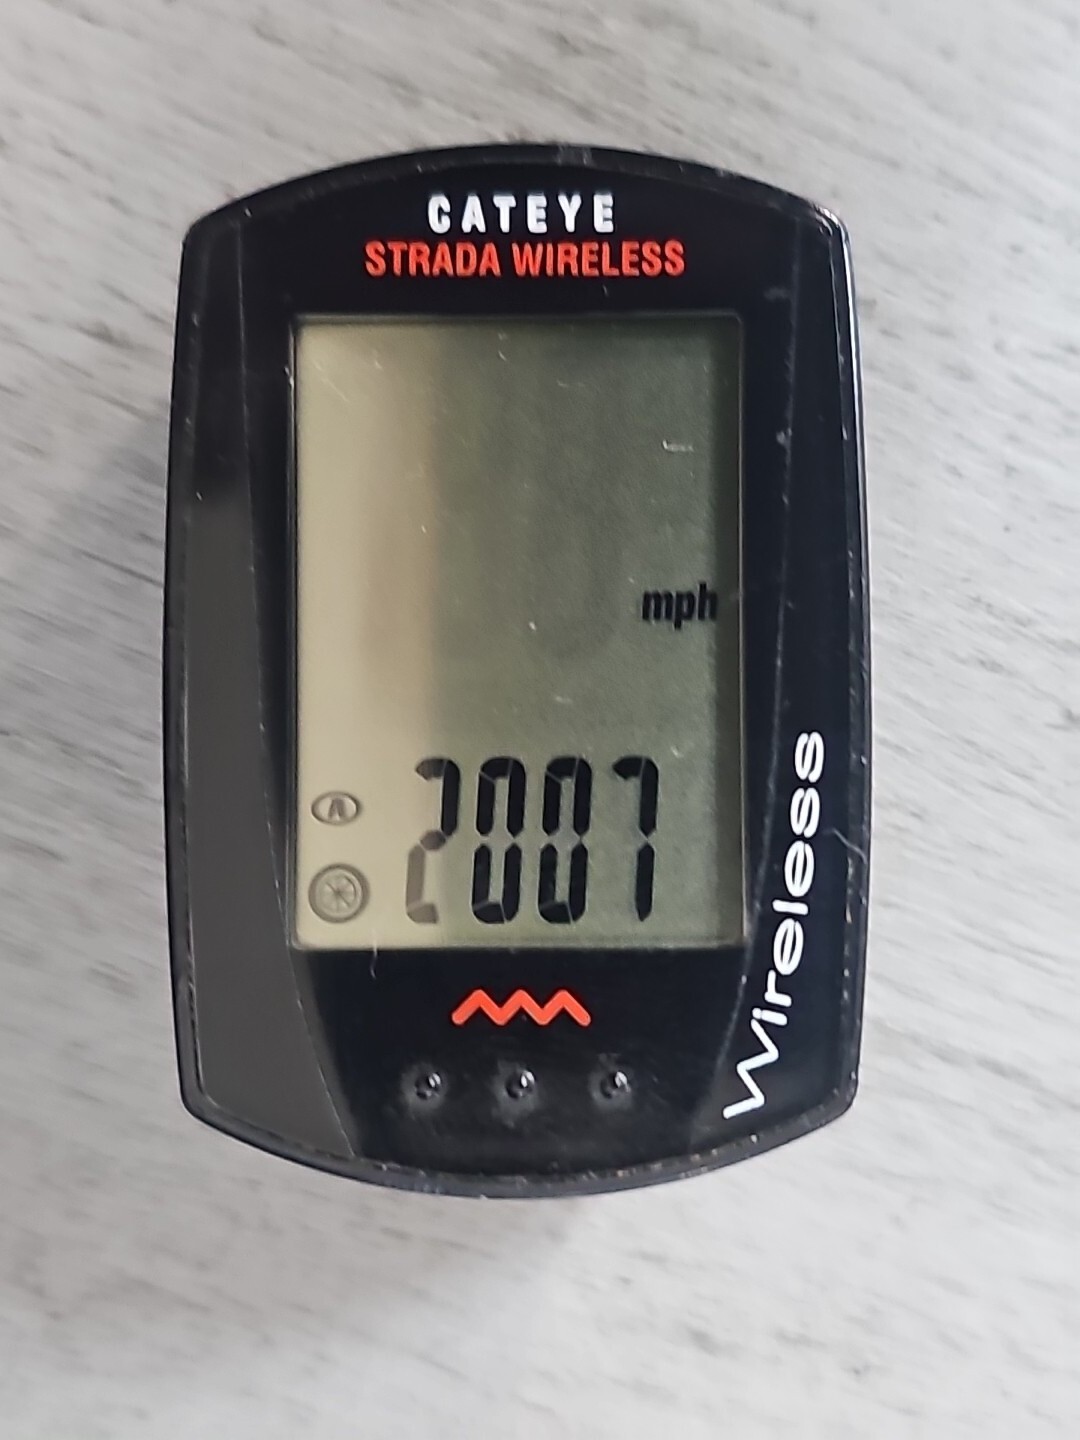 CATEYE
STRADA WIRELESS
mph
A
2007
Wireless